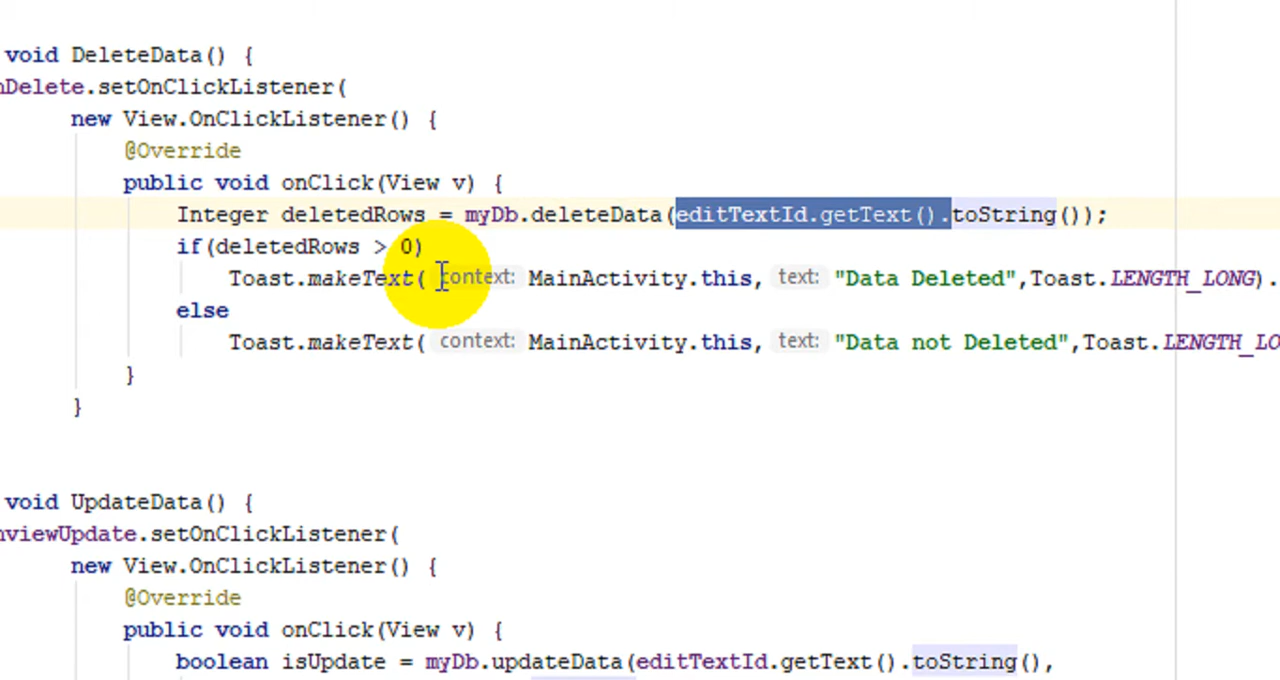 void DeleteData() {
nDelete.setOnClickListener(
new View.OnClickListener() {
@Override
public void onClick(View v) {
Integer deletedRows = myDb.deleteData(editTextId.getText().toString());
if(deletedRows > 0)
Toast.makeText( context: MainActivity.this, text: "Data Deleted",Toast.LENGTH_LONG).
else
Toast.makeText( context: MainActivity.this, text: "Data not Deleted",Toast.LENGTH_LO
}
}
void UpdateData() {
nviewUpdate.setOnClickListener(
new View.OnClickListener() {
@Override
public void onClick(View v) {
boolean isUpdate = myDb.updateData(editTextId.getText().toString(),